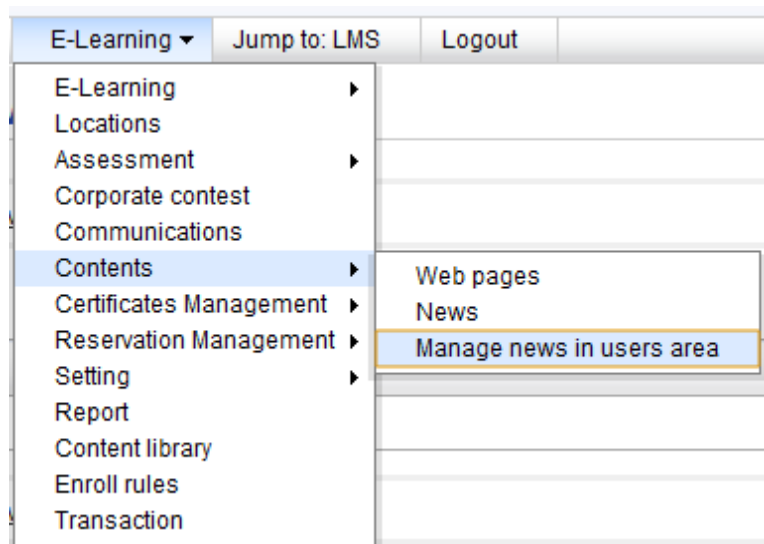 E-Learning Jump to: LMS Logout
E-Learning
Locations
Assessment
Corporate contest
Communications
Contents
Web pages
News
Manage news in users area
Certificates Management
Reservation Management
Setting
Report
Content library
Enroll rules
Transaction